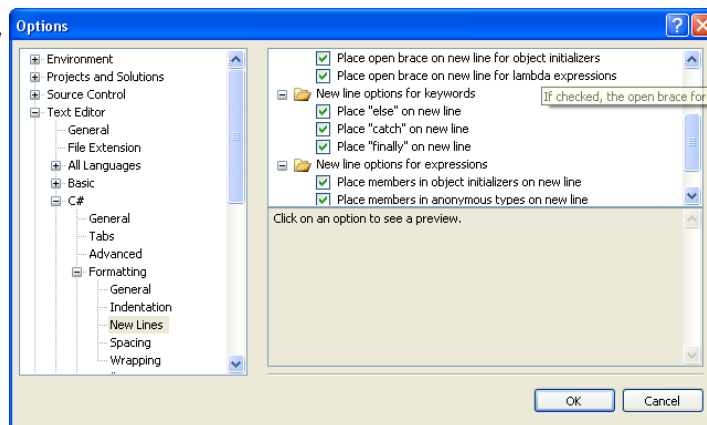 Options
Environment
Projects and Solutions
Source Control
Text Editor
General
File Extension
All Languages
Basic
C#
General
Tabs
Advanced
Formatting
General
Indentation
New Lines
Spacing
Wrapping
Place open brace on new line for object initializers
Place open brace on new line for lambda expressions
New line options for keywords
If checked, the open brace for
Place "else" on new line
Place "catch" on new line
Place "finally" on new line
New line options for expressions
Place members in object initializers on new line
Place members in anonymous types on new line
Click on an option to see a preview.
OK
Cancel